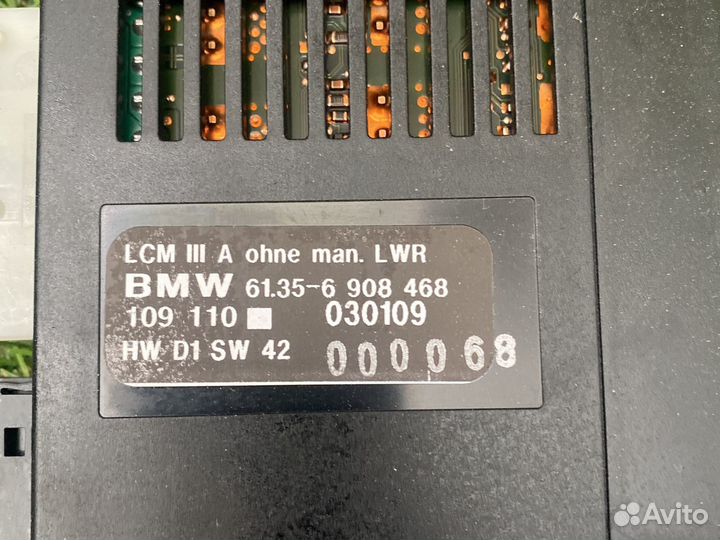 LCM III A ohne man. LWR
BMW 61.35-6 908 468
109 110 030109
HW D1 SW 42 000068
Avito